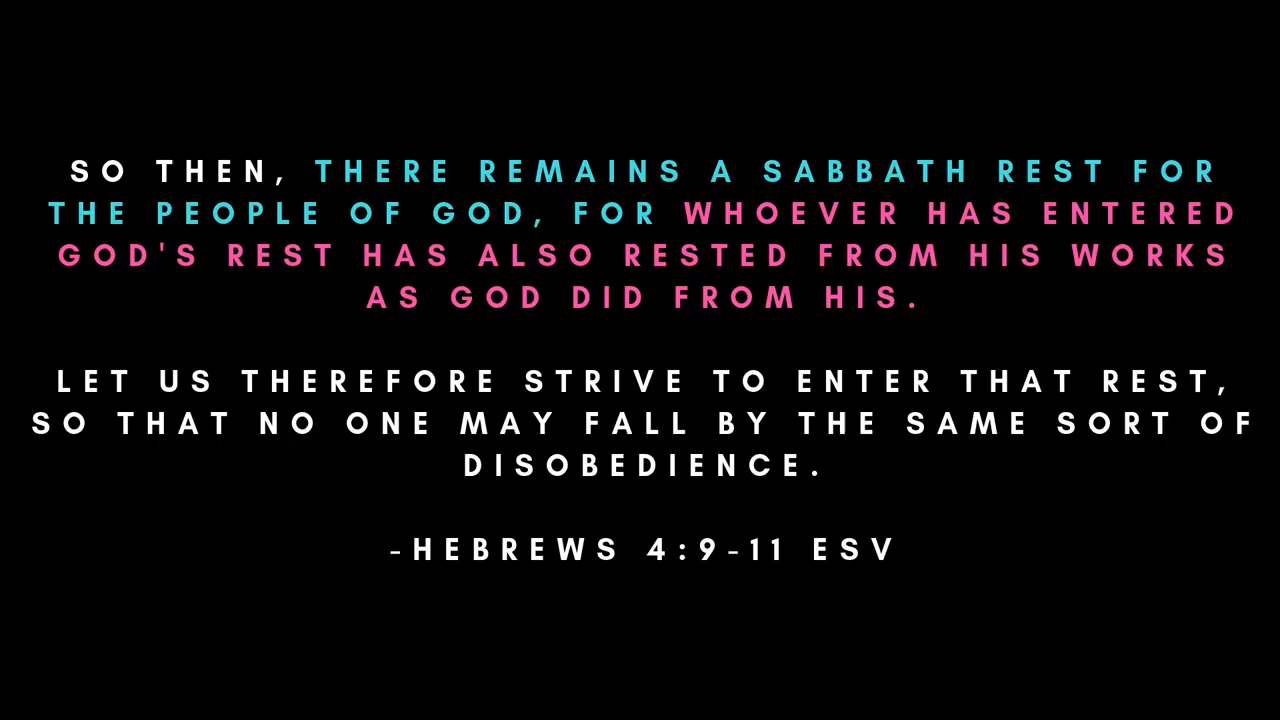 SO THEN, THERE REMAINS A SABBATH REST FOR
THE PEOPLE OF GOD, FOR WHOEVER HAS ENTERED
GOD'S REST HAS ALSO RESTED FROM HIS WORKS
AS GOD DID FROM HIS.
LET US THEREFORE STRIVE TO ENTER THAT REST,
SO THAT NO ONE MAY FALL BY THE SAME SORT OF
DISOBEDIENCE.
-HEBREWS 4:9-11 ESV